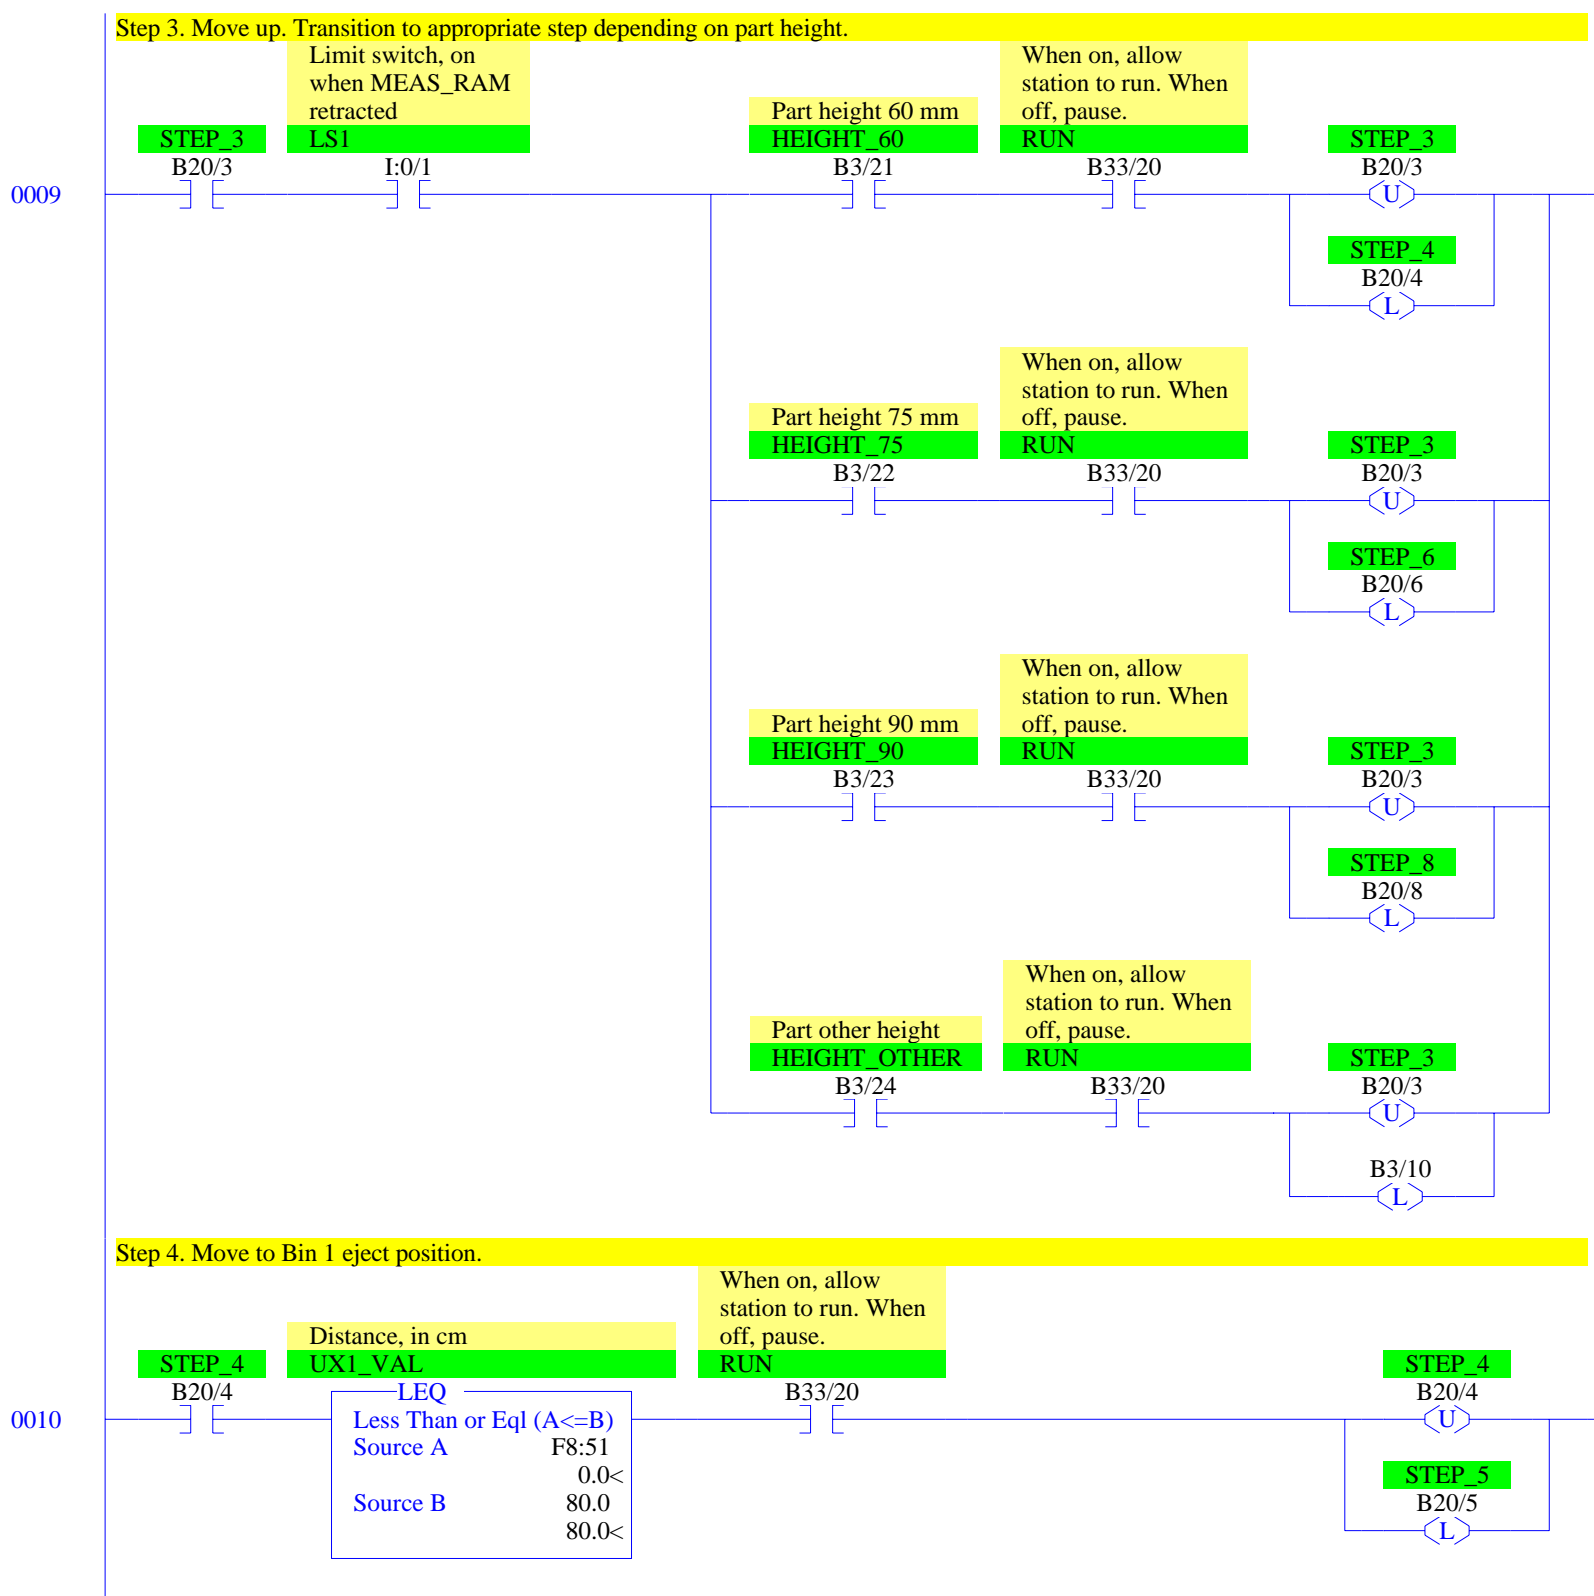 Step 3. Move up. Transition to appropriate step depending on part height.
Limit switch, on
when MEAS_RAM
retracted
When on, allow
station to run. When
off, pause.
Part height 60 mm
STEP_3
LS1
HEIGHT_60
RUN
STEP_3
B20/3
I:0/1
B3/21
B33/20
B20/3
0009
U
STEP_4
B20/4
L
When on, allow
station to run. When
off, pause.
Part height 75 mm
HEIGHT_75
RUN
STEP_3
B3/22
B33/20
B20/3
U
STEP_6
B20/6
L
When on, allow
station to run. When
off, pause.
Part height 90 mm
HEIGHT_90
RUN
STEP_3
B3/23
B33/20
B20/3
U
STEP_8
B20/8
L
When on, allow
station to run. When
off, pause.
Part other height
HEIGHT_OTHER
RUN
STEP_3
B3/24
B33/20
B20/3
U
B3/10
L
Step 4. Move to Bin 1 eject position.
When on, allow
station to run. When
off, pause.
Distance, in cm
STEP_4
UX1_VAL
RUN
STEP_4
B20/4
LEQ
B33/20
B20/4
0010
Less Than or Eql (A<=B)
U
Source A F8:51
0.0<
Source B 80.0
80.0<
STEP_5
B20/5
L